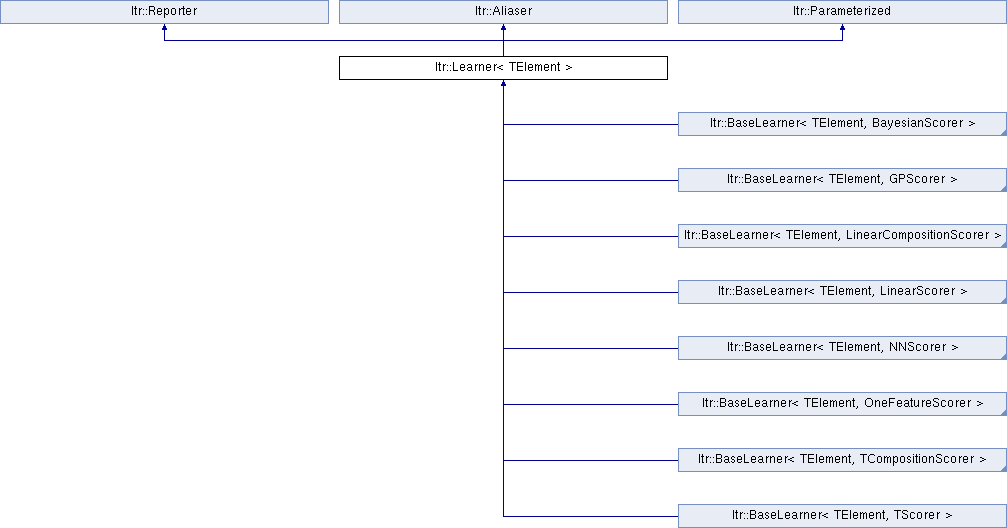 ltr::Reporter
ltr::Aliaser
ltr::Parameterized
ltr::Learner< TElement >
ltr::BaseLearner< TElement, BayesianScorer >
ltr::BaseLearner< TElement, GPScorer >
ltr::BaseLearner< TElement, LinearCompositionScorer >
ltr::BaseLearner< TElement, LinearScorer >
ltr::BaseLearner< TElement, NNScorer >
ltr::BaseLearner< TElement, OneFeatureScorer >
ltr::BaseLearner< TElement, TCompositionScorer >
ltr::BaseLearner< TElement, TScorer >